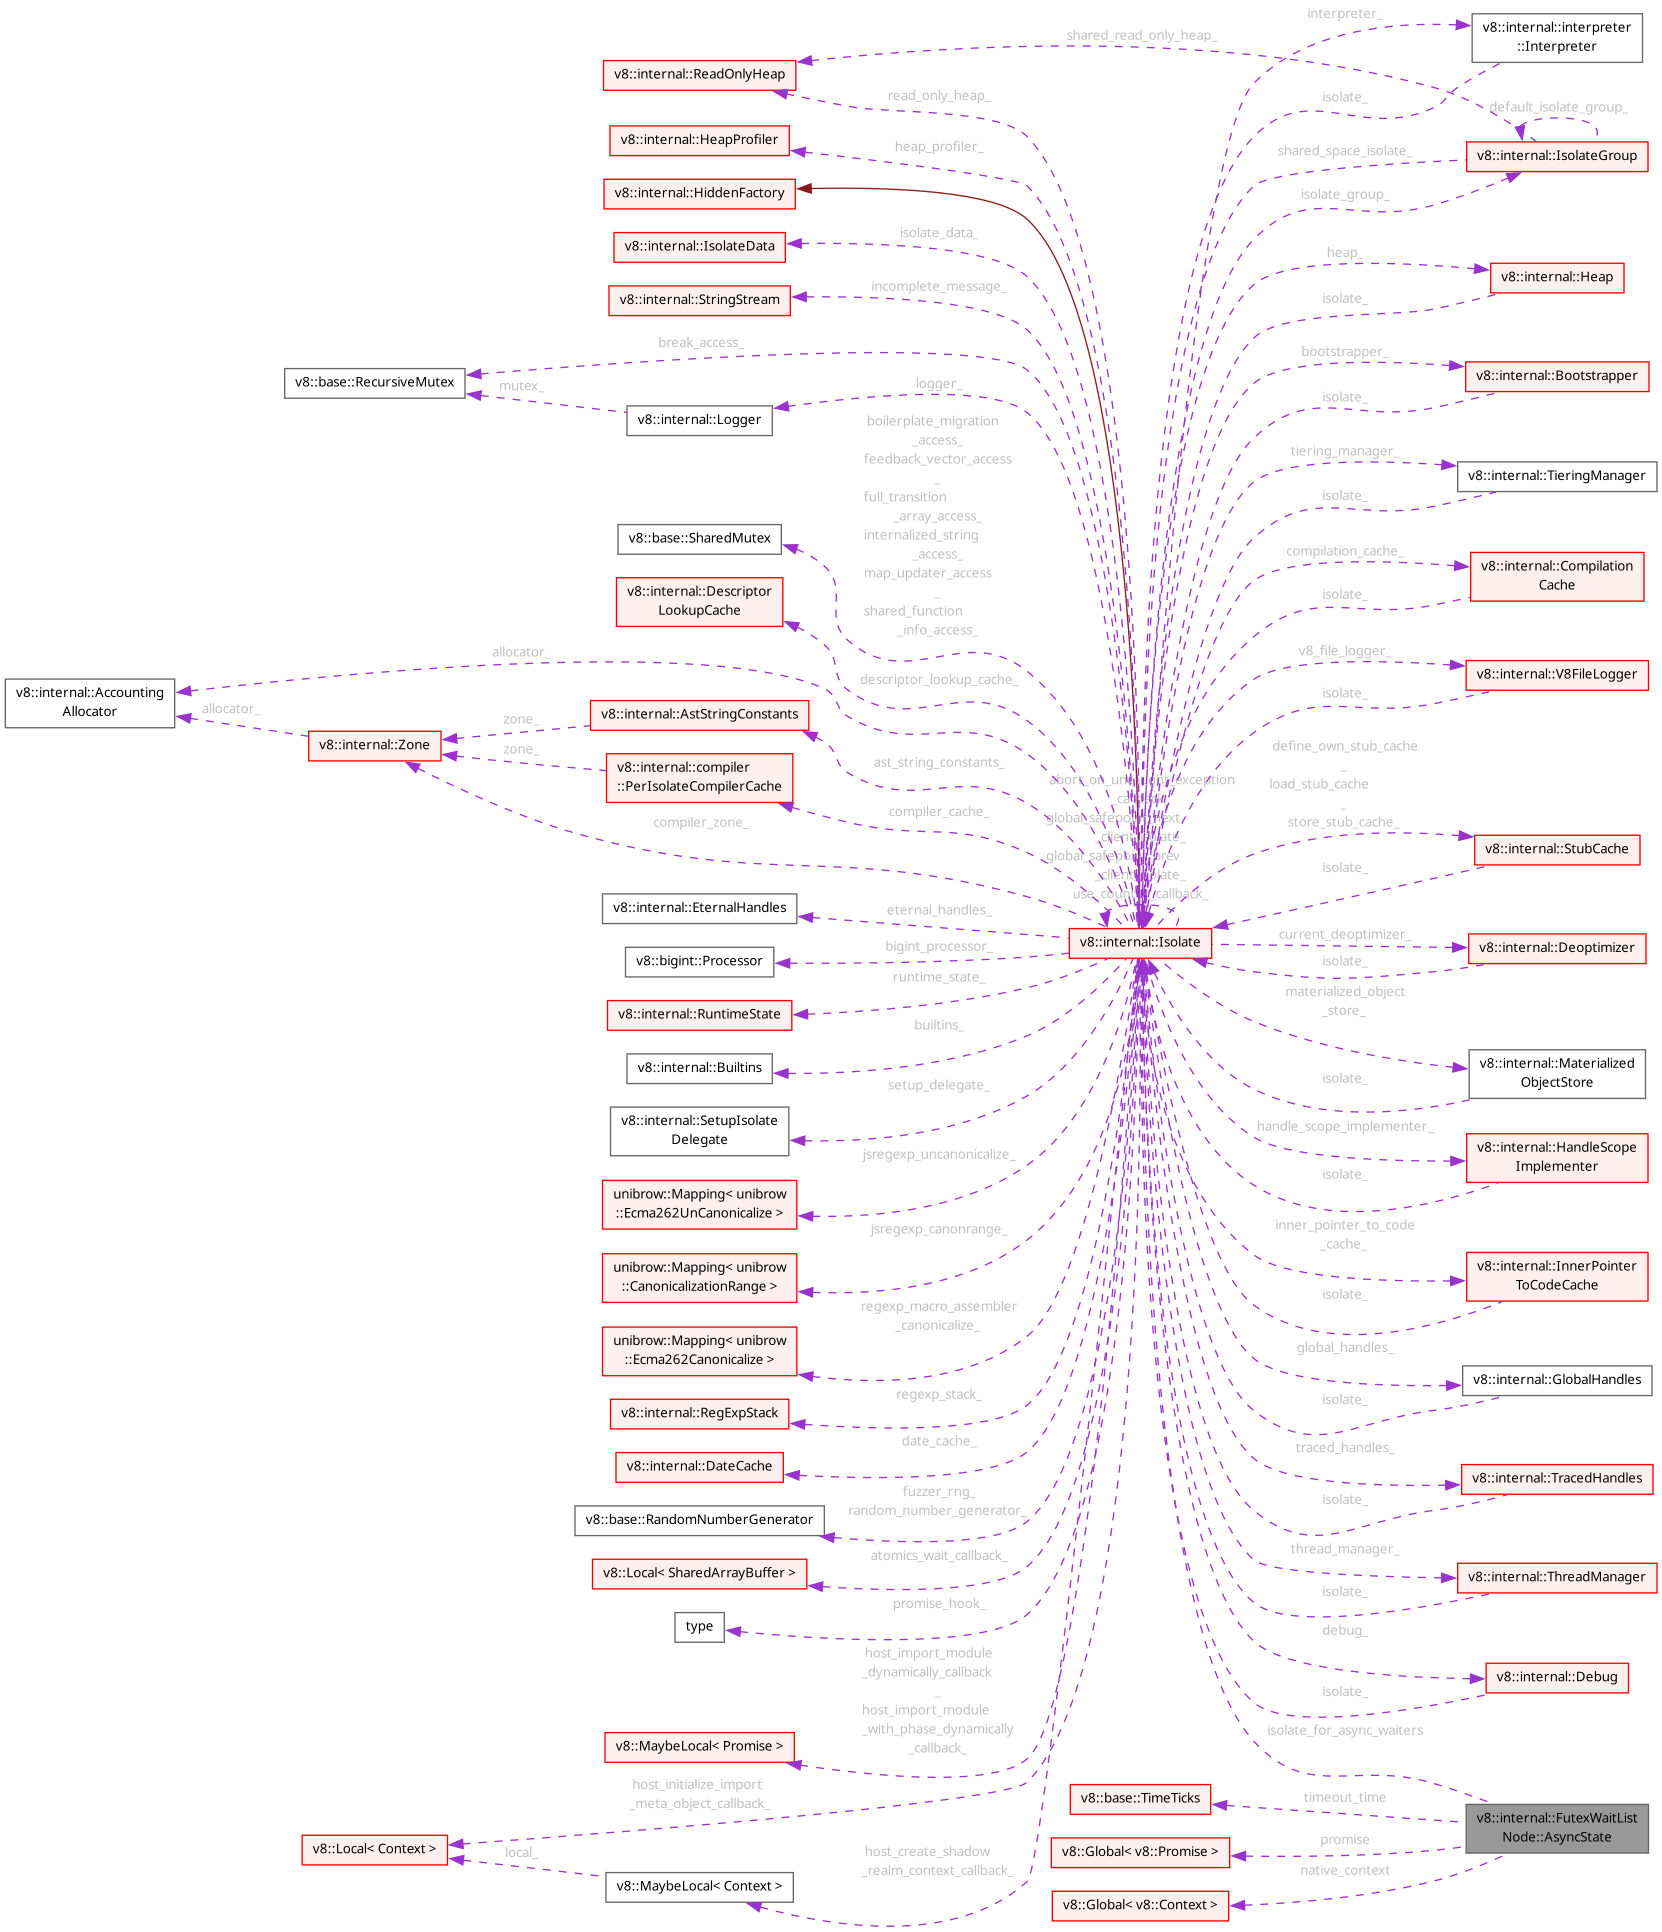 interpreter_
v8::internal::interpreter
::Interpreter
shared_read_only_heap_
v8::internal::ReadOnlyHeap
read_only_heap_
isolate_
default_isolate_group_
v8::internal::HeapProfiler
heap_profiler_
shared_space_isolate_
v8::internal::IsolateGroup
v8::internal::HiddenFactory
isolate_group_
v8::internal::IsolateData
isolate_data_
heap_
v8::internal::Heap
v8::internal::StringStream
incomplete_message_
isolate_
break_access_
bootstrapper_
v8::internal::Bootstrapper
v8::base::RecursiveMutex
mutex_
logger_
isolate_
v8::internal::Logger
boilerplate_migration
_access_
feedback_vector_access
_
full_transition
_array_access_
internalized_string
_access_
map_updater_access
_
shared_function
_info_access_
tiering_manager_
v8::internal::TieringManager
isolate_
v8::base::SharedMutex
compilation_cache_
v8::internal::Compilation
Cache
v8::internal::Descriptor
LookupCache
isolate_
descriptor_lookup_cache_
allocator_
v8_file_logger_
v8::internal::V8FileLogger
isolate_
v8::internal::Accounting
Allocator
allocator_
v8::internal::Zone
zone_
v8::internal::AstStringConstants
zone_
v8::internal::compiler
::PerIsolateCompilerCache
ast_string_constants_
compiler_cache_
compiler_zone_
define_own_stub_cache
_
load_stub_cache
_
store_stub_cache_
v8::internal::StubCache
isolate_
_client
_callback_
v8::internal::EternalHandles
eternal_handles_
v8::internal::Isolate
current_deoptimizer_
v8::internal::Deoptimizer
isolate_
v8::bigint::Processor
bigint_processor_
v8::internal::RuntimeState
runtime_state_
materialized_object
_store_
v8::internal::Materialized
ObjectStore
isolate_
v8::internal::Builtins
builtins_
v8::internal::SetupIsolate
Delegate
setup_delegate_
handle_scope_implementer_
v8::internal::HandleScope
Implementer
isolate_
unibrow::Mapping< unibrow
::Ecma262UnCanonicalize >
jsregexp_uncanonicalize_
unibrow::Mapping< unibrow
::CanonicalizationRange >
jsregexp_canonrange_
inner_pointer_to_code
_cache_
v8::internal::InnerPointer
ToCodeCache
isolate_
unibrow::Mapping< unibrow
::Ecma262Canonicalize >
regexp_macro_assembler
_canonicalize_
global_handles_
v8::internal::GlobalHandles
isolate_
v8::internal::RegExpStack
regexp_stack_
v8::internal::DateCache
date_cache_
traced_handles_
v8::internal::TracedHandles
isolate_
v8::base::RandomNumberGenerator
fuzzer_rng_
random_number_generator_
v8::Local< SharedArrayBuffer >
atomics_wait_callback_
thread_manager_
v8::internal::ThreadManager
isolate_
type
promise_hook_
debug_
v8::internal::Debug
isolate_
host_import_module
_dynamically_callback
_
host_import_module
_with_phase_dynamically
_callback_
v8::MaybeLocal< Promise >
isolate_for_async_waiters
host_initialize_import
_meta_object_callback_
v8::base::TimeTicks
timeout_time
v8::internal::FutexWaitList
Node::AsyncState
v8::Local< Context >
local_
v8::MaybeLocal< Context >
host_create_shadow
_realm_context_callback_
v8::Global< v8::Promise >
promise
native_context
v8::Global< v8::Context >